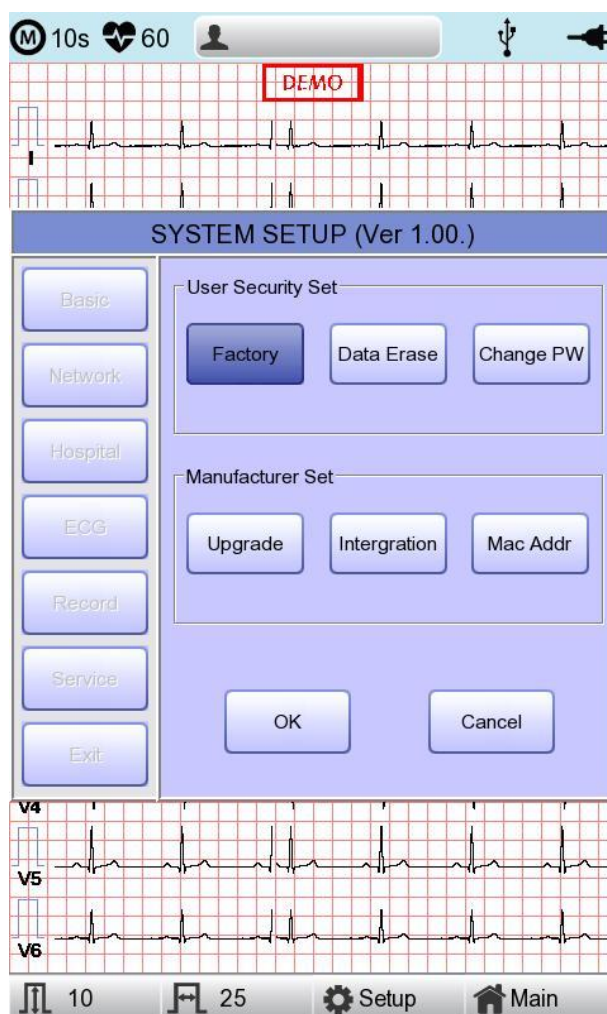 M 10s 60
DEMO
I
SYSTEM SETUP (Ver 1.00.)
Basic
Network
Hospital
ECG
Record
Service
Exit
User Security Set
Factory Data Erase Change PW
Manufacturer Set
Upgrade Intergration Mac Addr
OK Cancel
V4
V5
V6
10 25 Setup Main